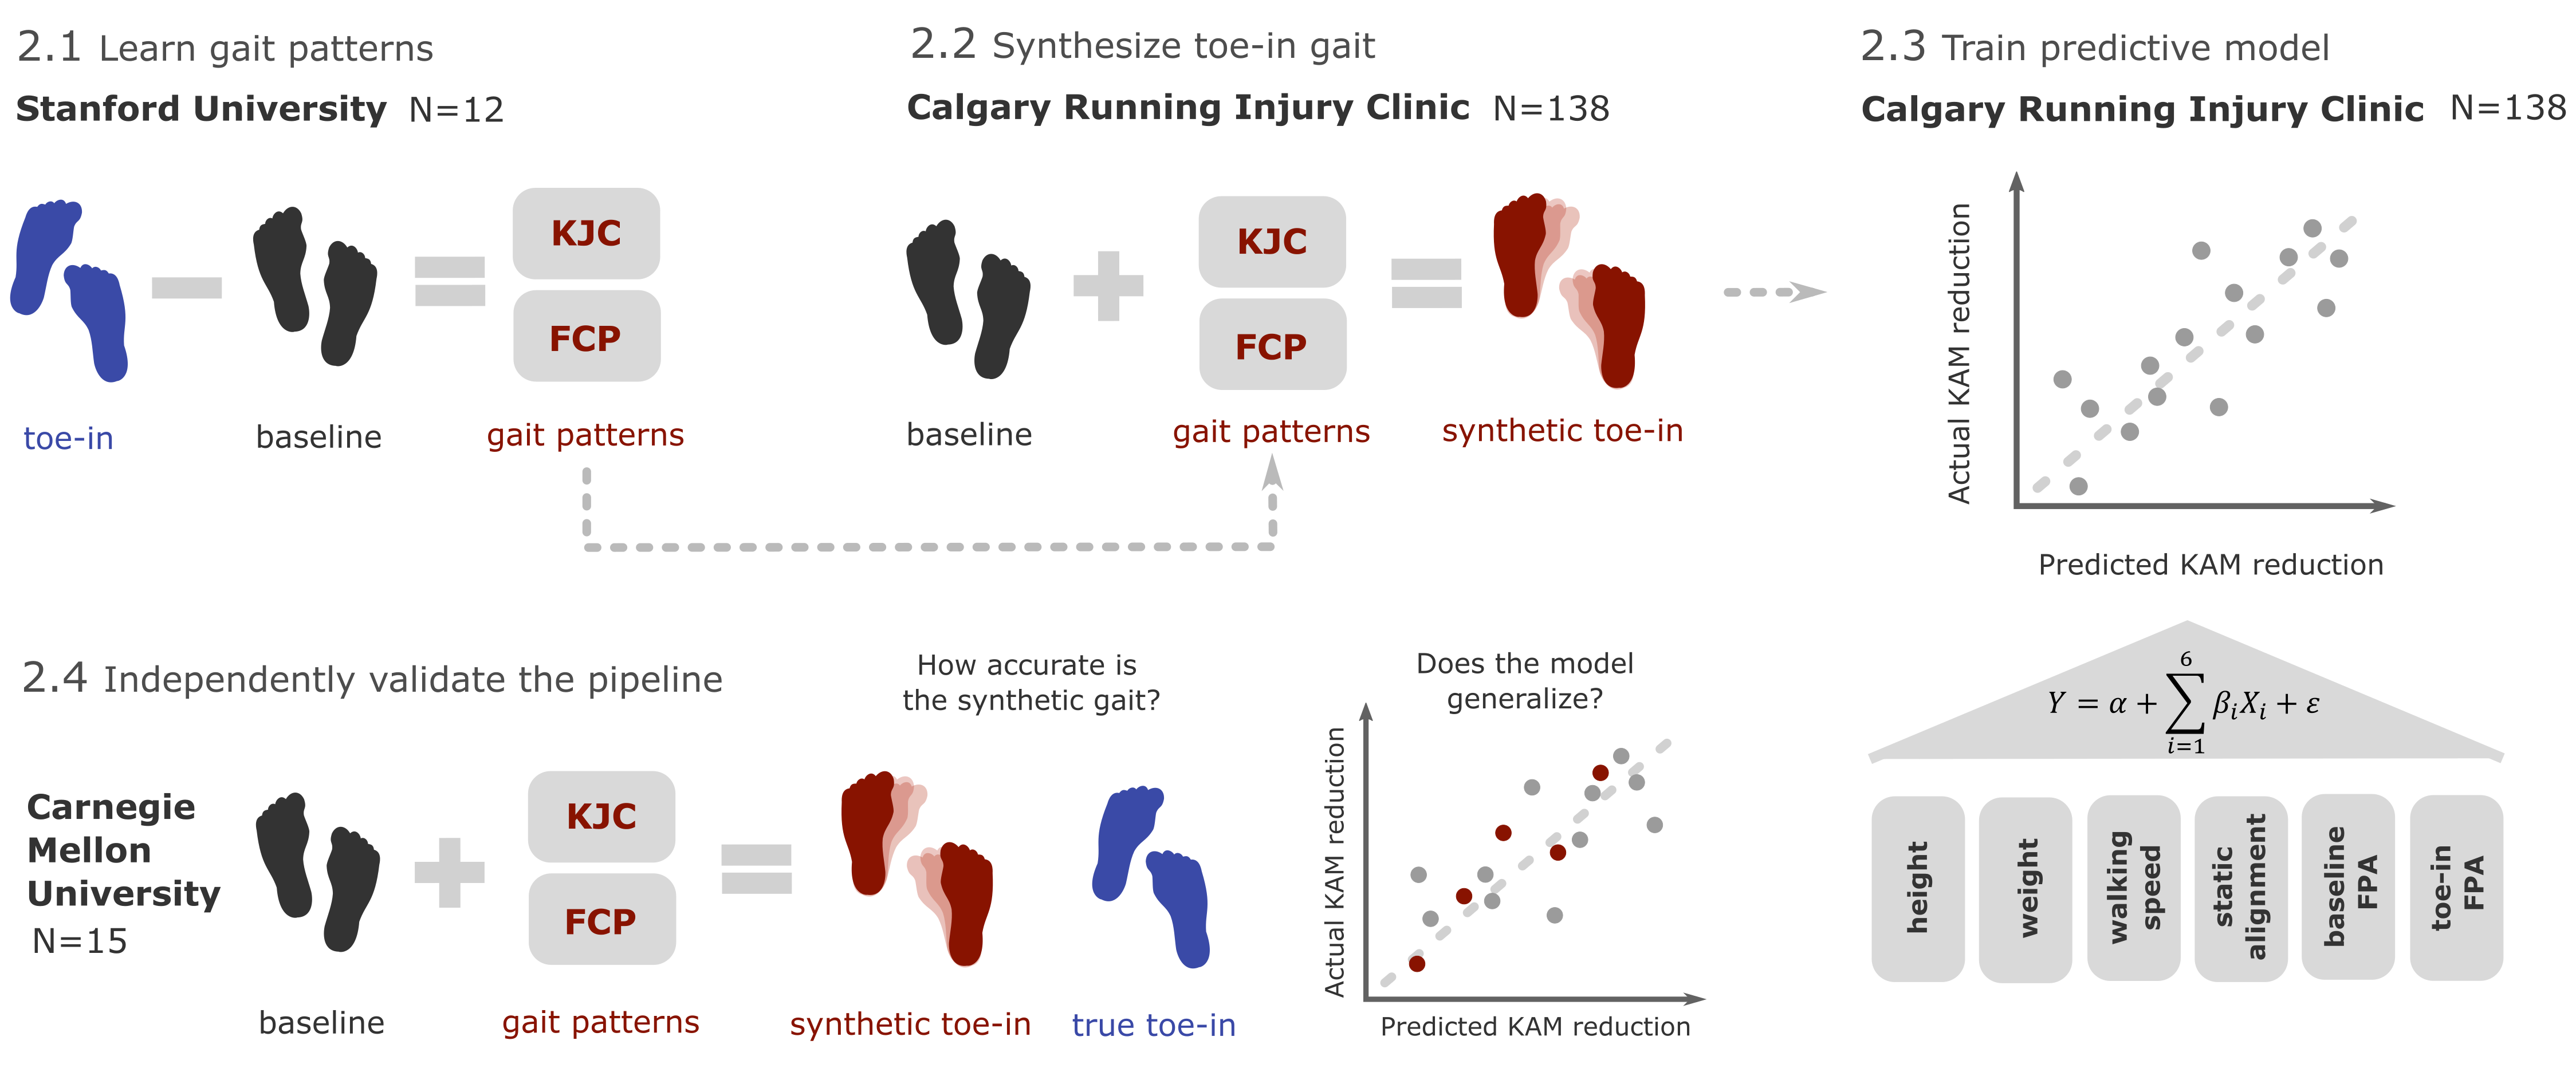 2.1 Learn gait patterns
Stanford University N=12
KJC
FCP
toe-in
baseline
gait patterns
2.2 Synthesize toe-in gait
Calgary Running Injury Clinic N=138
KJC
FCP
baseline
gait patterns
synthetic toe-in
2.3 Train predictive model
Calgary Running Injury Clinic N=138
Actual KAM reduction
Predicted KAM reduction
6
Y = α + ∑ βᵢXᵢ + ε
i=1
height
weight
walking
speed
static
alignment
baseline
FPA
toe-in
FPA
2.4 Independently validate the pipeline
Carnegie
Mellon
University
N=15
KJC
FCP
baseline
gait patterns
How accurate is
the synthetic gait?
synthetic toe-in
true toe-in
Does the model
generalize?
Actual KAM reduction
Predicted KAM reduction